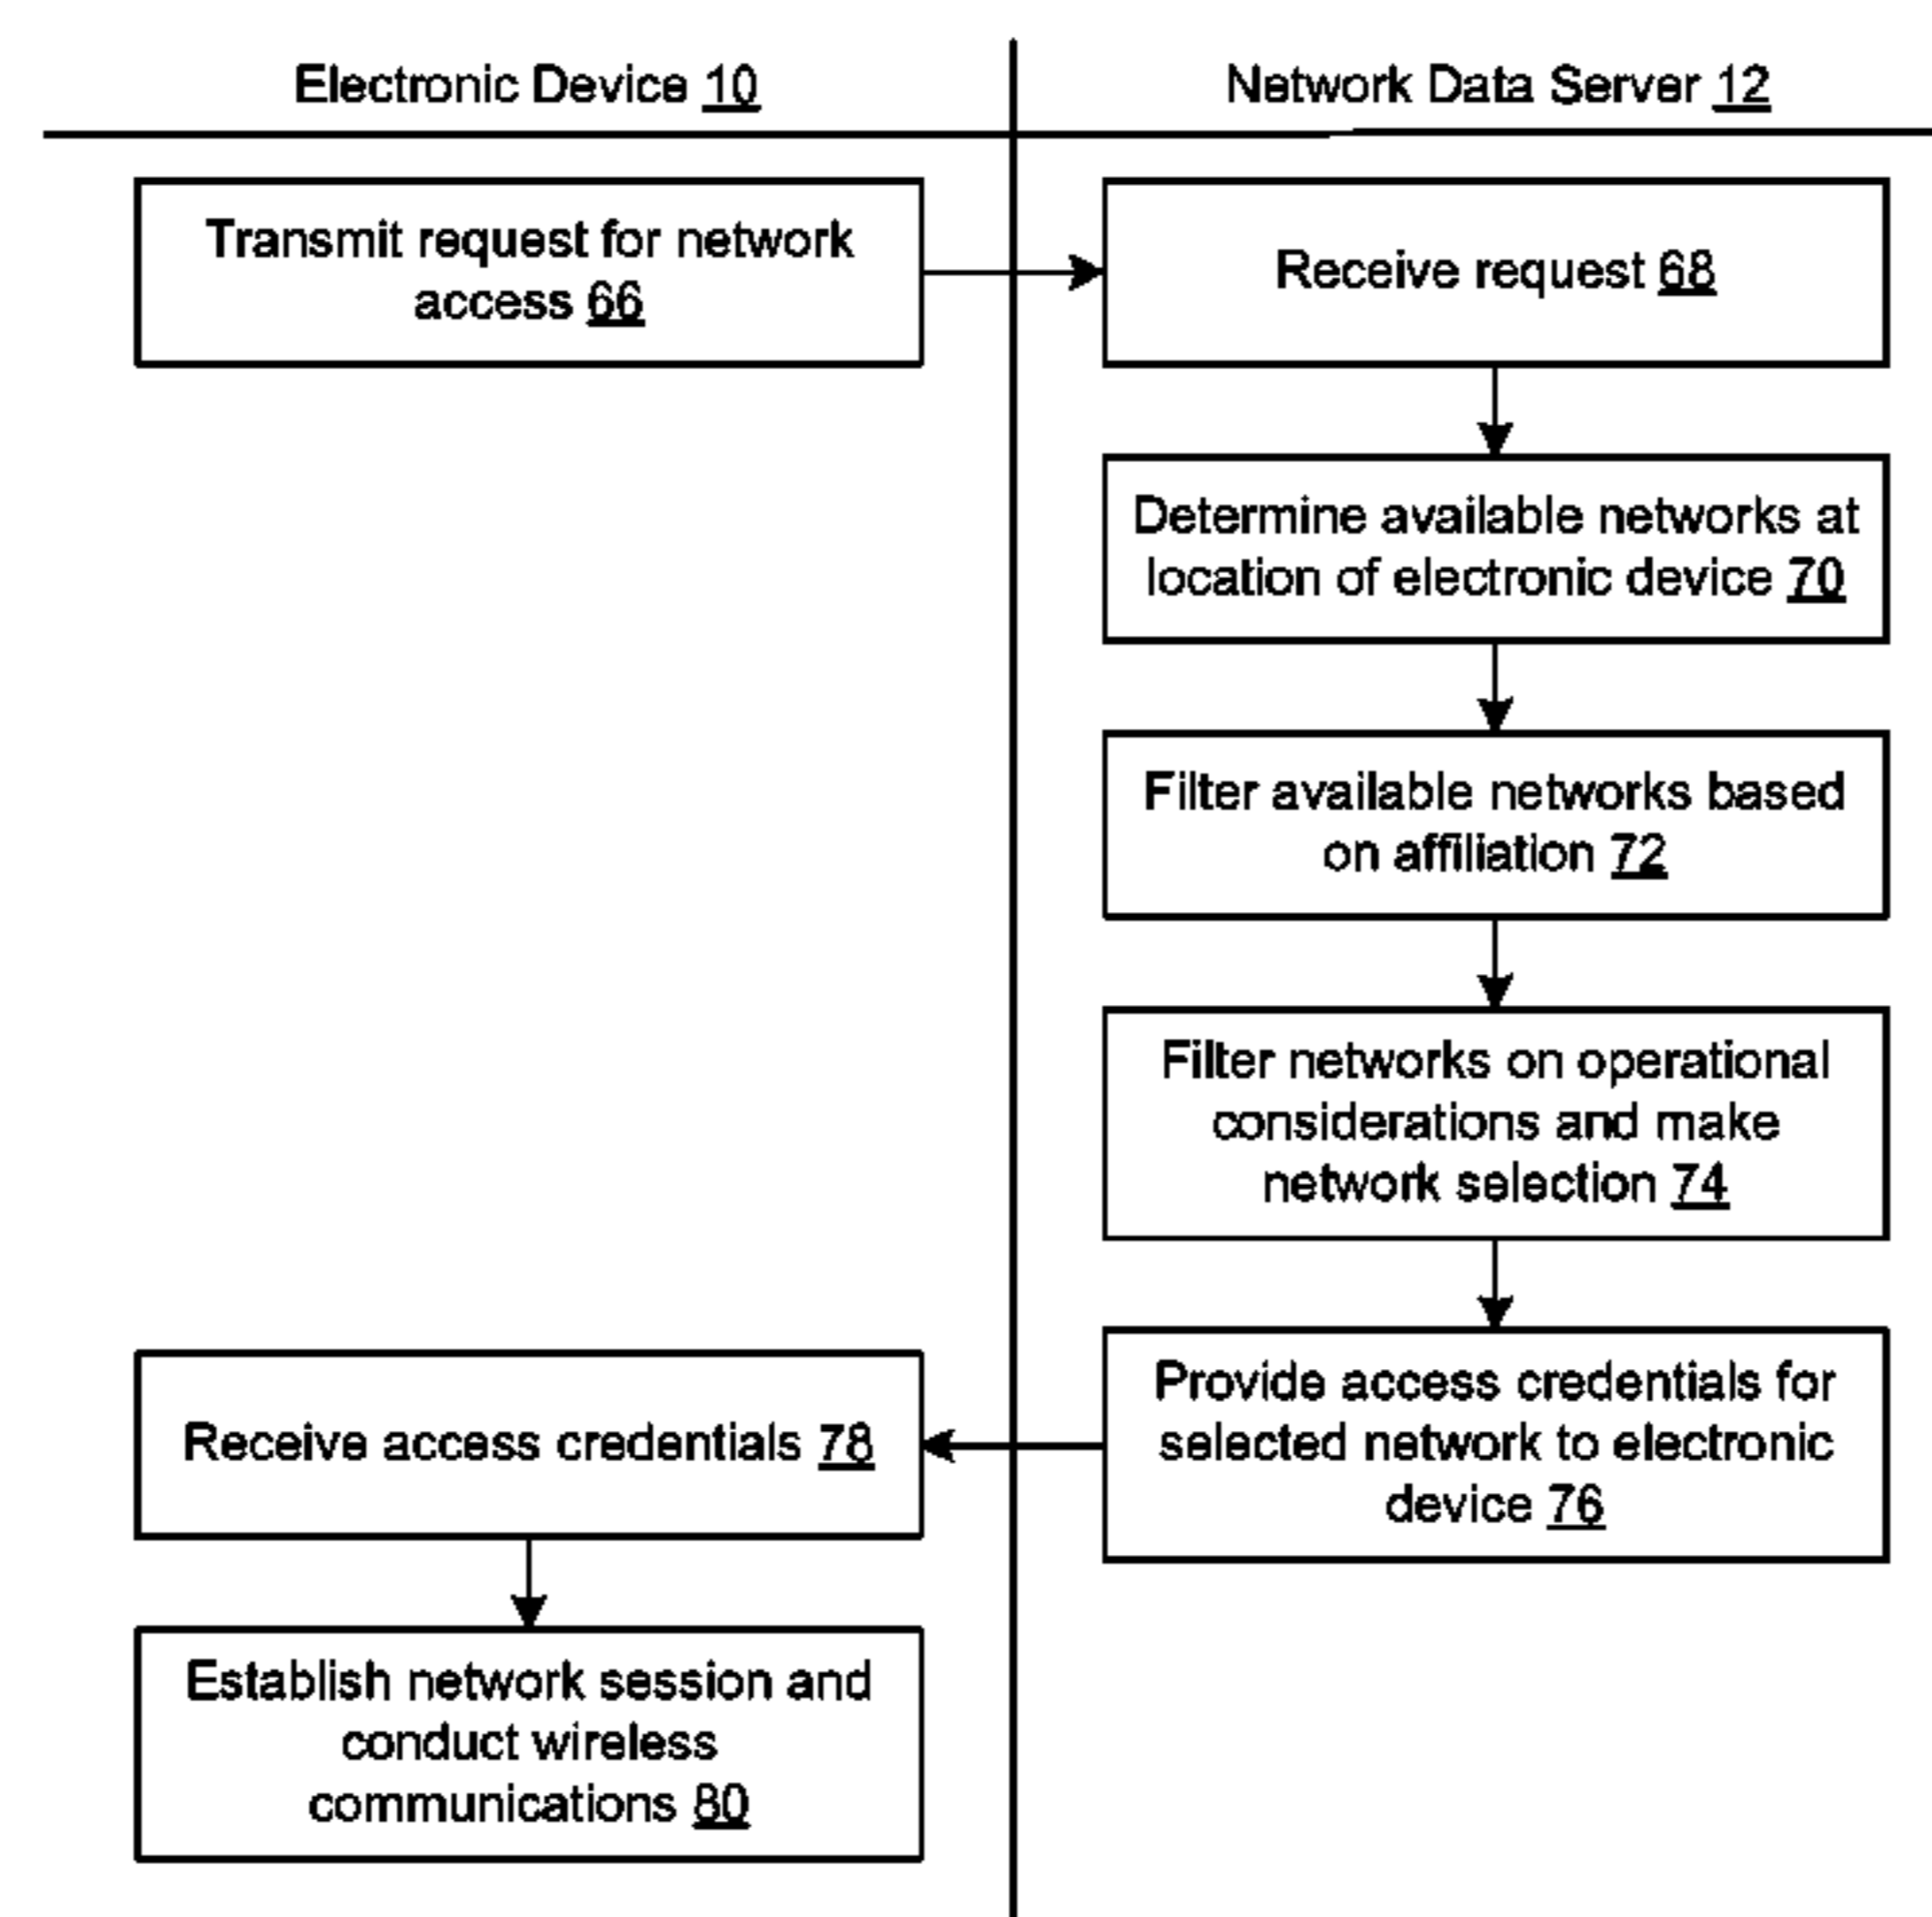 Electronic Device 10
Network Data Server 12
Transmit request for network
access 66
Receive request 68
Determine available networks at
location of electronic device 70
Filter available networks based
on affiliation 72
Filter networks on operational
considerations and make
network selection 74
Provide access credentials for
selected network to electronic
device 76
Receive access credentials 78
Establish network session and
conduct wireless
communications 80